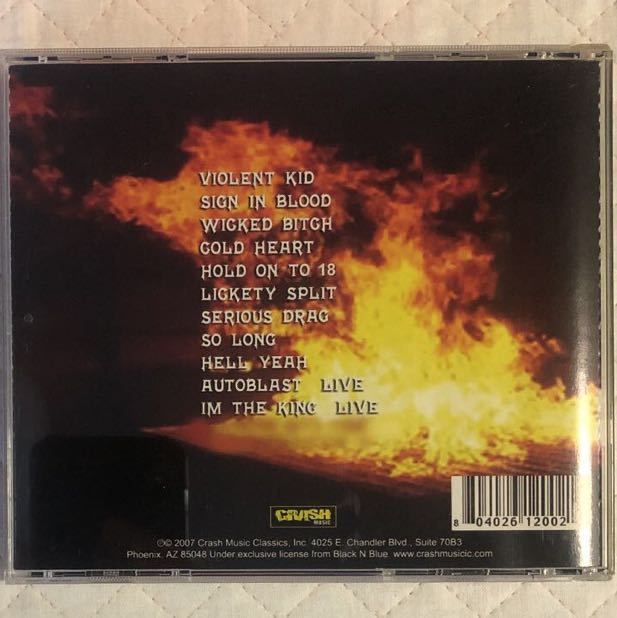 VIOLENT KID
SIGN IN BLOOD
WICKED BITCH
COLD HEART
HOLD ON TO 18
LICKETY SPLIT
SERIOUS DRAG
SO LONG
HELL YEAH
AUTOBLAST LIVE
IM THE KING LIVE
CRASH
MUSIC
8 04026 12002
℗© 2007 Crash Music Classics, Inc. 4025 E. Chandler Blvd., Suite 70B3
Phoenix. AZ 85048 Under exclusive license from Black N Blue www.crashmusicic.com